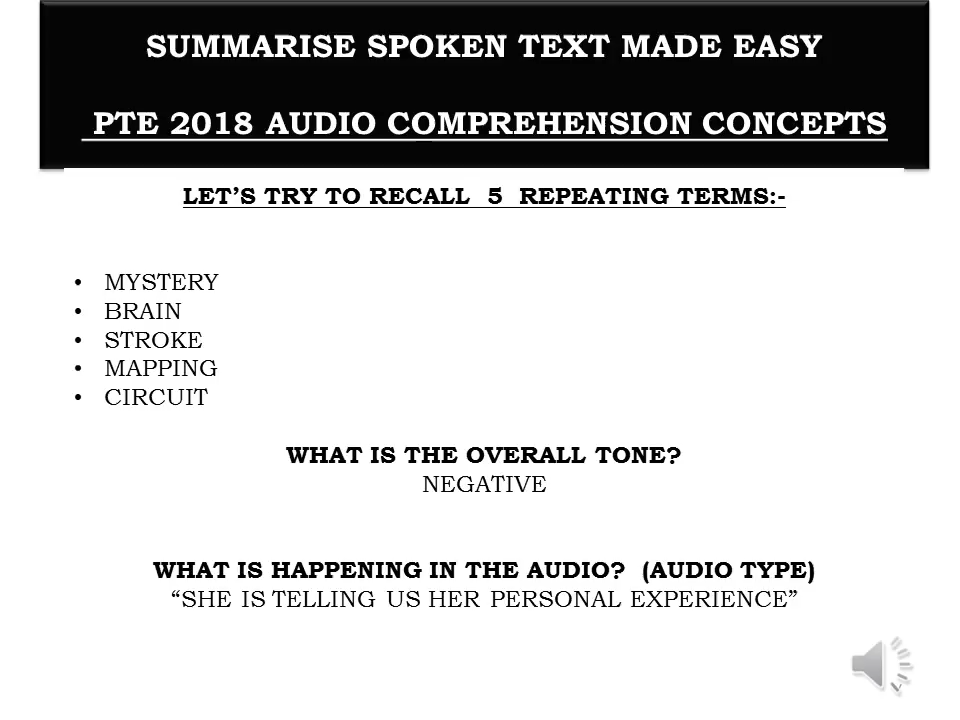 SUMMARISE SPOKEN TEXT MADE EASY
PTE 2018 AUDIO COMPREHENSION CONCEPTS
LET’S TRY TO RECALL 5 REPEATING TERMS:-
• MYSTERY
• BRAIN
• STROKE
• MAPPING
• CIRCUIT
WHAT IS THE OVERALL TONE?
NEGATIVE
WHAT IS HAPPENING IN THE AUDIO? (AUDIO TYPE)
“SHE IS TELLING US HER PERSONAL EXPERIENCE”